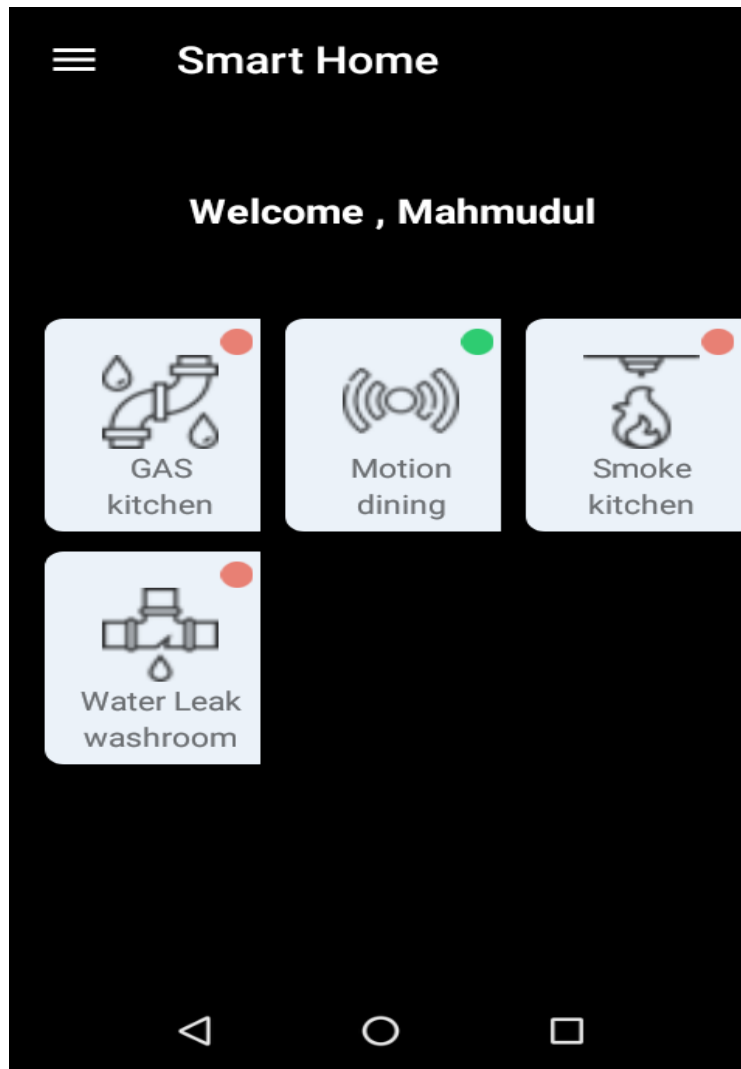 Smart Home
Welcome , Mahmudul
GAS
kitchen
Motion
dining
Smoke
kitchen
Water Leak
washroom